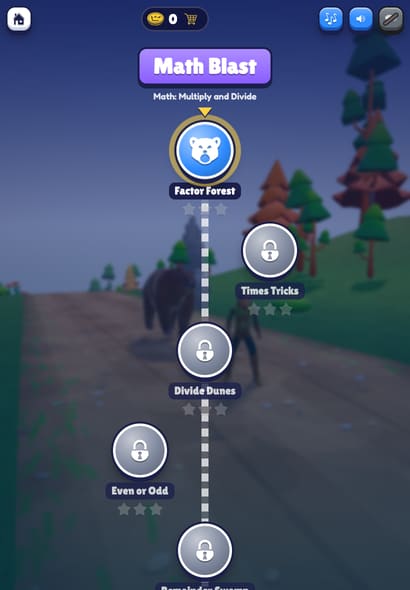 0
Math Blast
Math: Multiply and Divide
Factor Forest
Times Tricks
Divide Dunes
Even or Odd